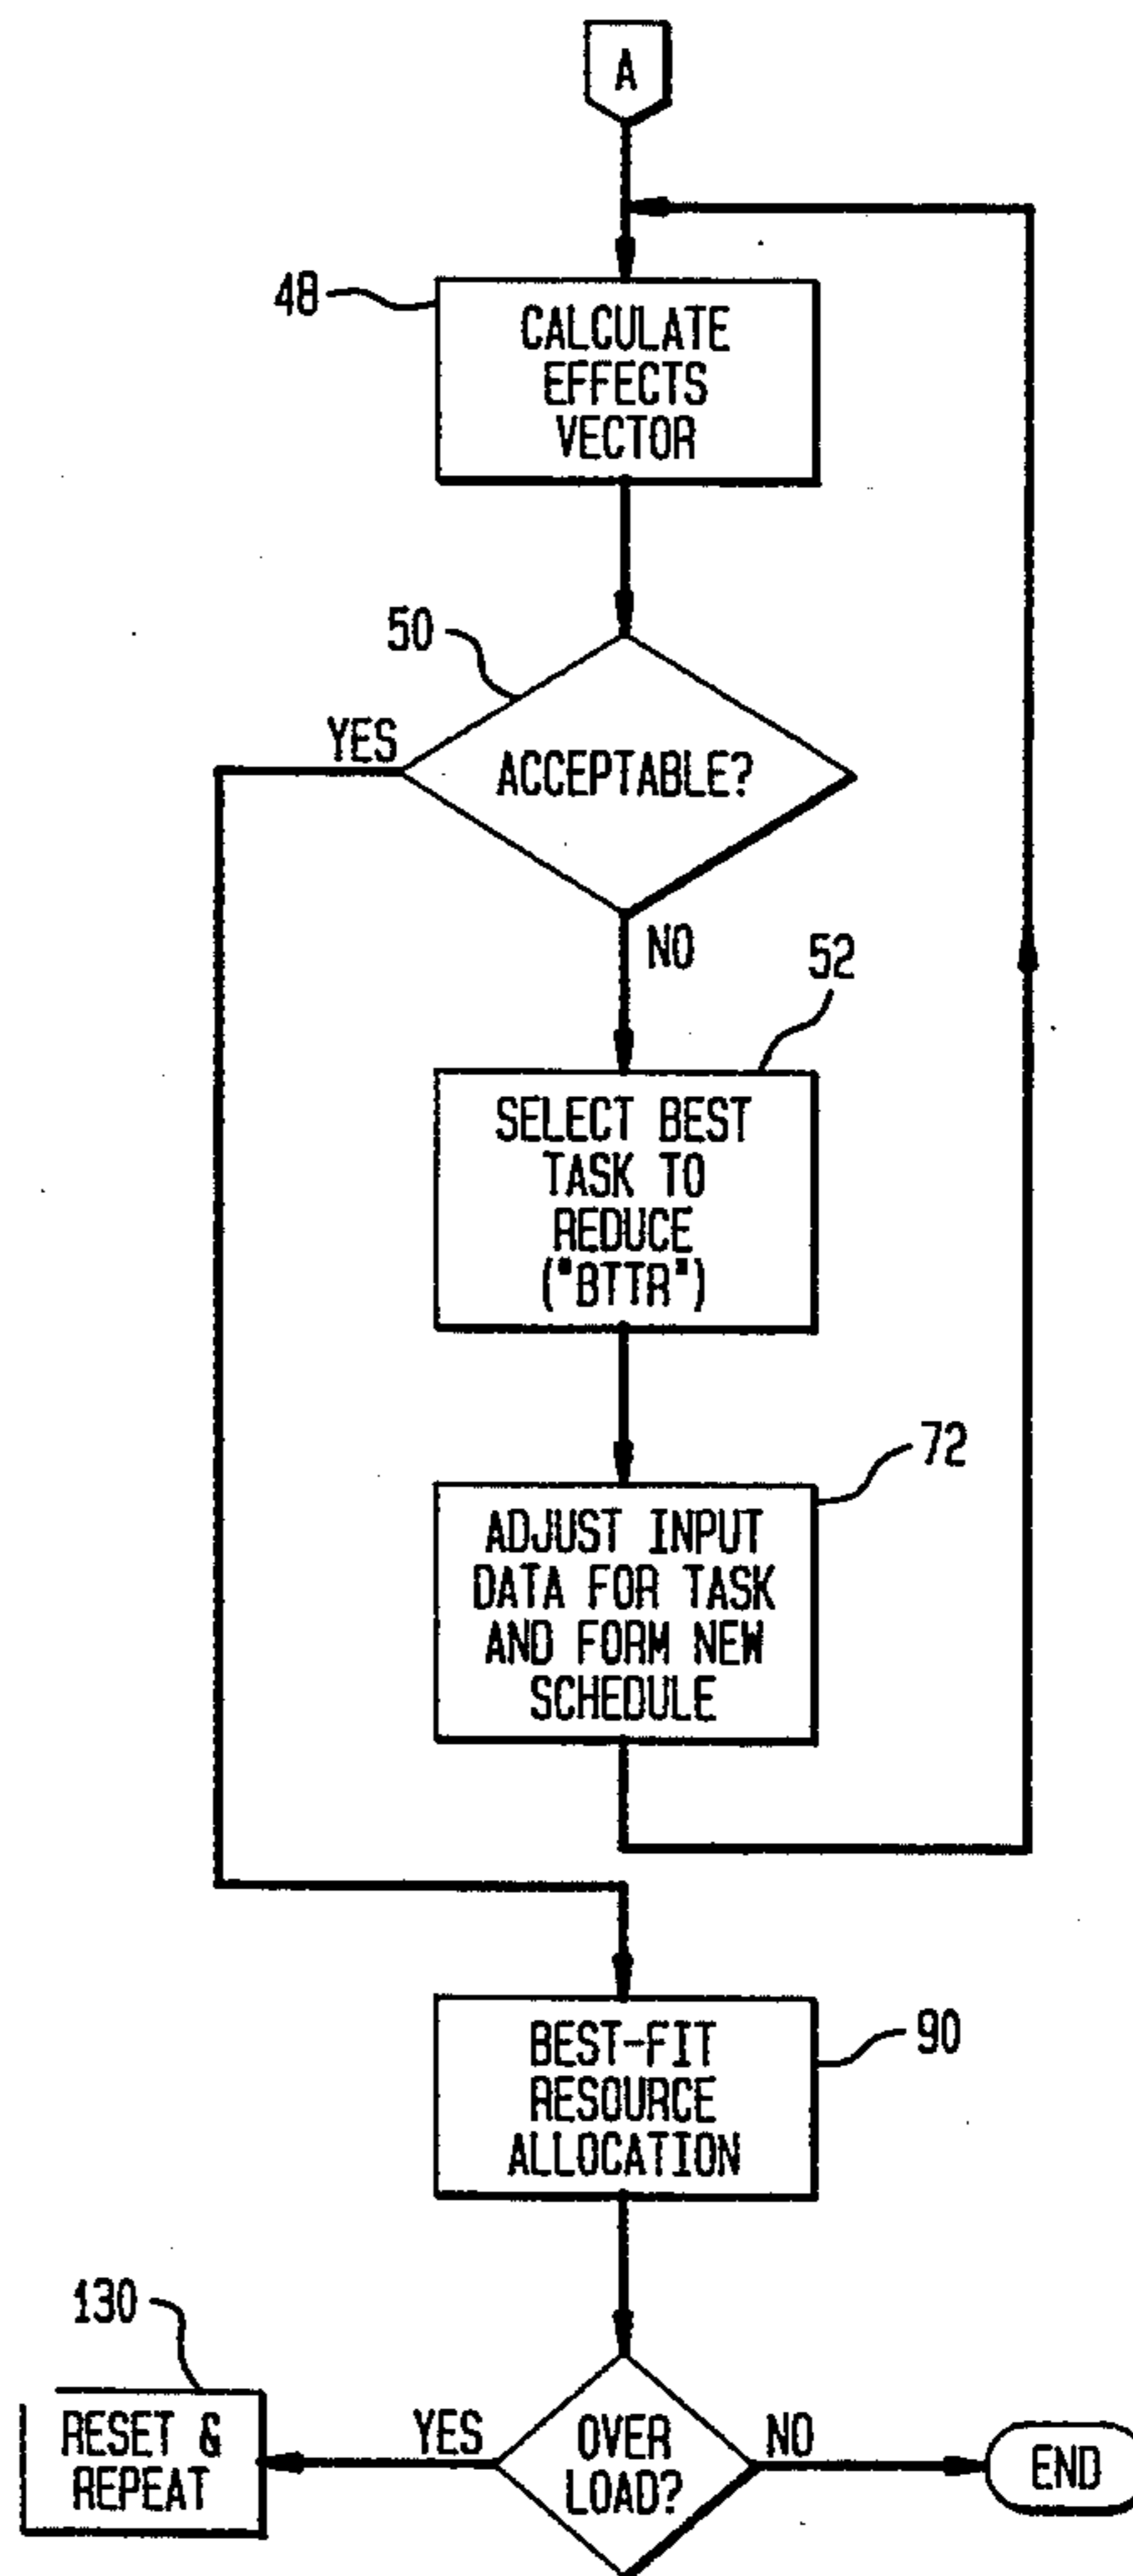 A
48
CALCULATE
EFFECTS
VECTOR
50
YES
ACCEPTABLE?
NO
52
SELECT BEST
TASK TO
REDUCE
("BTTR")
72
ADJUST INPUT
DATA FOR TASK
AND FORM NEW
SCHEDULE
90
BEST-FIT
RESOURCE
ALLOCATION
130
RESET &
REPEAT
YES
OVER
LOAD?
NO
END